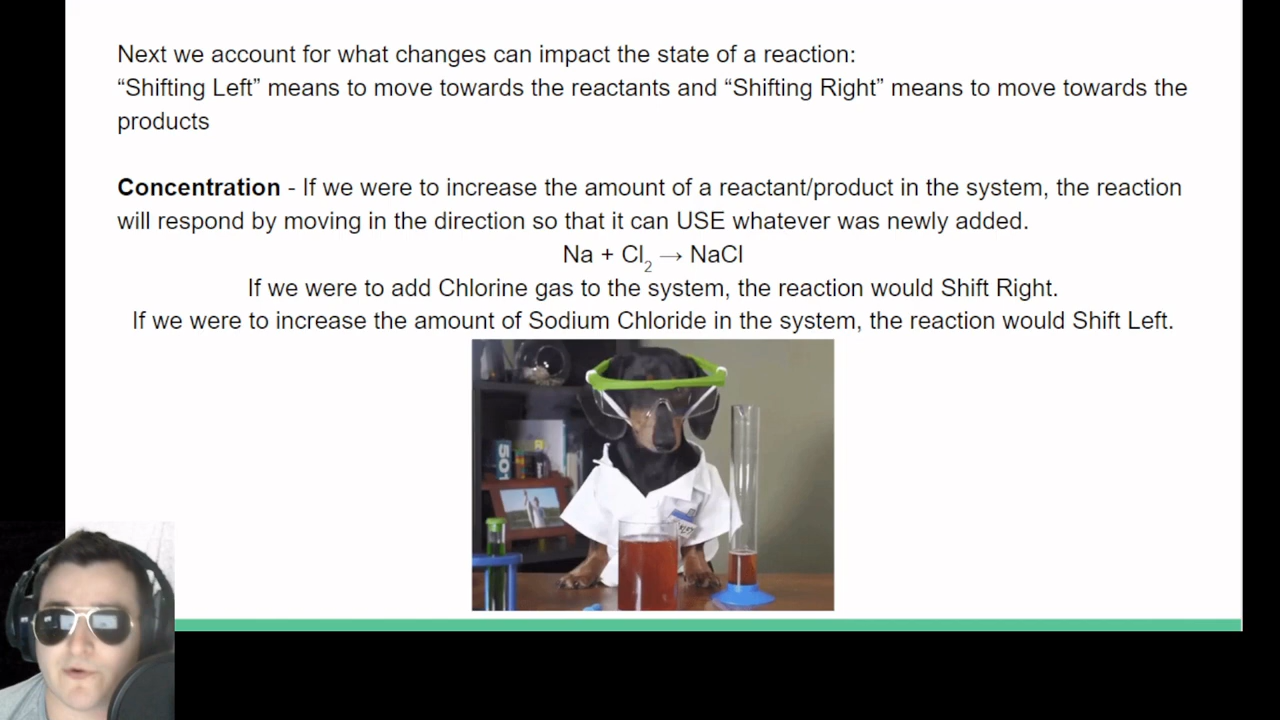 Next we account for what changes can impact the state of a reaction:
“Shifting Left” means to move towards the reactants and “Shifting Right” means to move towards the
products
Concentration - If we were to increase the amount of a reactant/product in the system, the reaction
will respond by moving in the direction so that it can USE whatever was newly added.
Na + Cl₂ → NaCl
If we were to add Chlorine gas to the system, the reaction would Shift Right.
If we were to increase the amount of Sodium Chloride in the system, the reaction would Shift Left.
501